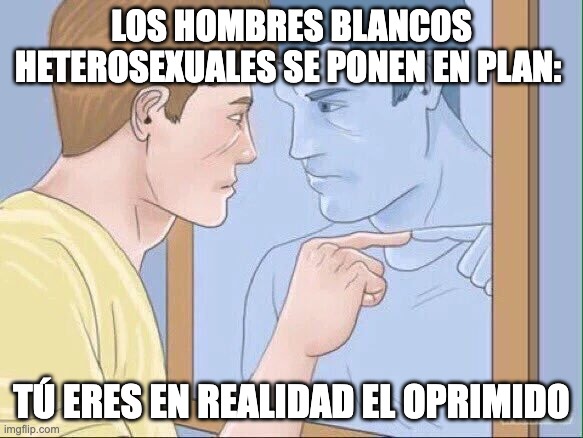 LOS HOMBRES BLANCOS
HETEROSEXUALES SE PONEN EN PLAN:
TÚ ERES EN REALIDAD EL OPRIMIDO
imgflip.com